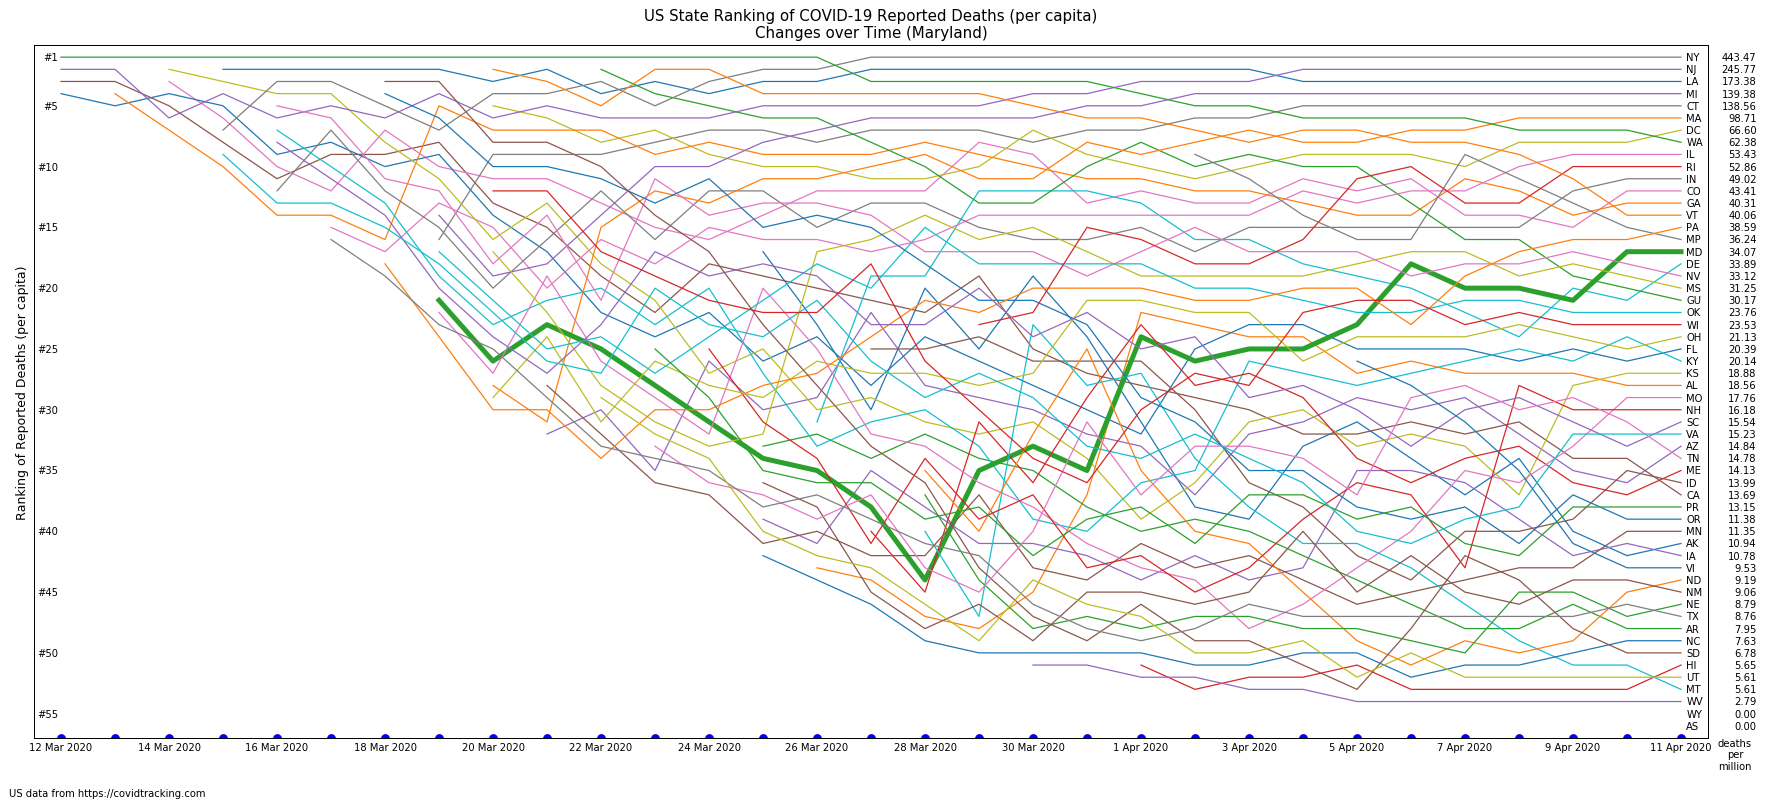 US State Ranking of COVID-19 Reported Deaths (per capita)
Changes over Time (Maryland)
Ranking of Reported Deaths (per capita)
#1
#5
#10
#15
#20
#25
#30
#35
#40
#45
#50
#55
NY 443.47
NJ 245.77
LA 173.38
MI 139.38
CT 138.56
MA 98.71
DC 66.60
WA 62.38
IL 53.43
RI 52.86
IN 49.02
CO 43.41
GA 40.31
VT 40.06
PA 38.59
MP 36.24
MD 34.07
DE 33.89
NV 33.12
MS 31.25
GU 30.17
OK 23.76
WI 23.53
OH 21.13
FL 20.39
KY 20.14
KS 18.88
AL 18.56
MO 17.76
NH 16.18
SC 15.54
VA 15.23
AZ 14.84
TN 14.78
ME 14.13
ID 13.99
CA 13.69
PR 13.15
OR 11.38
MN 11.35
AK 10.94
IA 10.78
VI 9.53
ND 9.19
NM 9.06
NE 8.79
TX 8.76
AR 7.95
NC 7.63
SD 6.78
HI 5.65
UT 5.61
MT 5.61
WV 2.79
WY 0.00
AS 0.00
12 Mar 2020 14 Mar 2020 16 Mar 2020 18 Mar 2020 20 Mar 2020 22 Mar 2020 24 Mar 2020 26 Mar 2020 28 Mar 2020 30 Mar 2020 1 Apr 2020 3 Apr 2020 5 Apr 2020 7 Apr 2020 9 Apr 2020 11 Apr 2020
deaths
per
million
US data from https://covidtracking.com